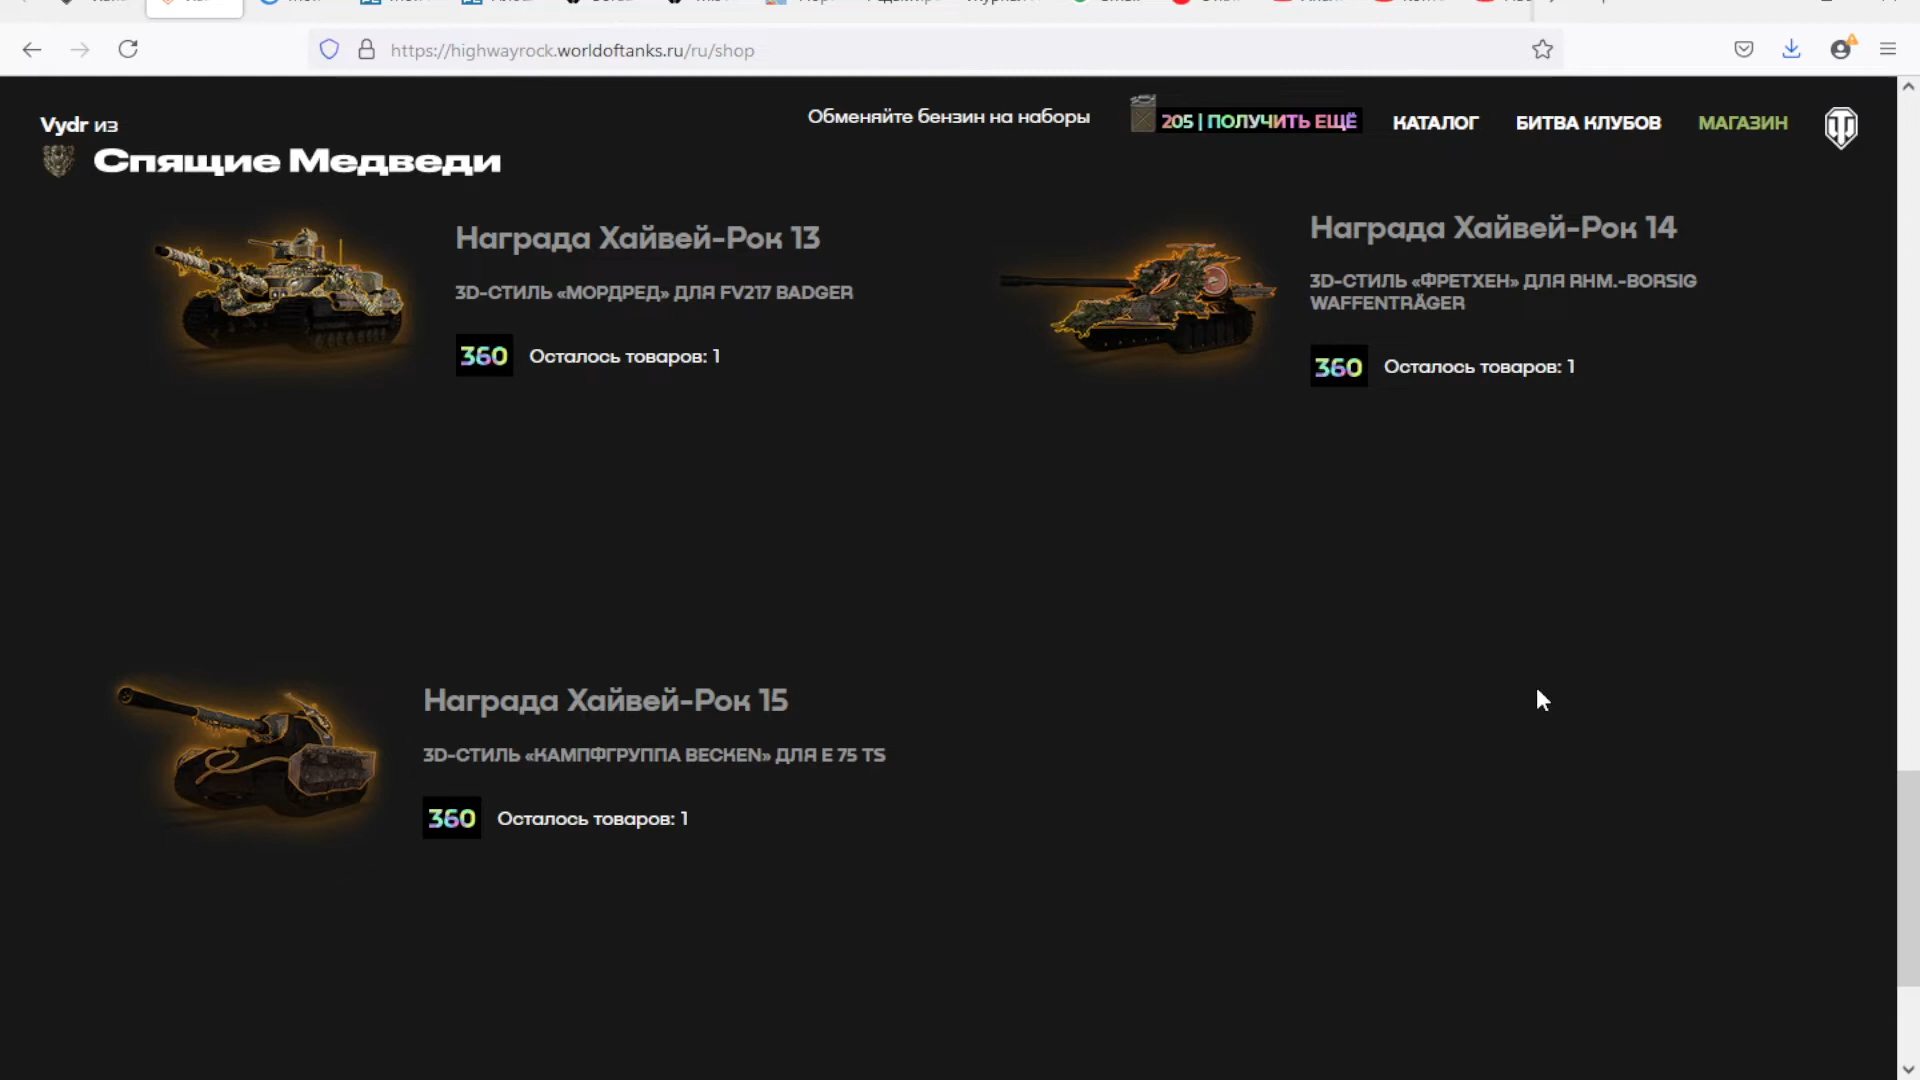 https://highwayrock.worldoftanks.ru/ru/shop
Vydr из
Спящие Медведи
Обменяйте бензин на наборы
205 | ПОЛУЧИТЬ ЕЩЁ
КАТАЛОГ
БИТВА КЛУБОВ
МАГАЗИН
Награда Хайвей-Рок 13
3D-СТИЛЬ «МОРДРЕД» ДЛЯ FV217 BADGER
360 Осталось товаров: 1
Награда Хайвей-Рок 14
3D-СТИЛЬ «ФРЕТХЕН» ДЛЯ RHM.-BORSIG
WAFFENTRÄGER
360 Осталось товаров: 1
Награда Хайвей-Рок 15
3D-СТИЛЬ «КАМПФГРУППА ВЕСКЕN» ДЛЯ E 75 TS
360 Осталось товаров: 1